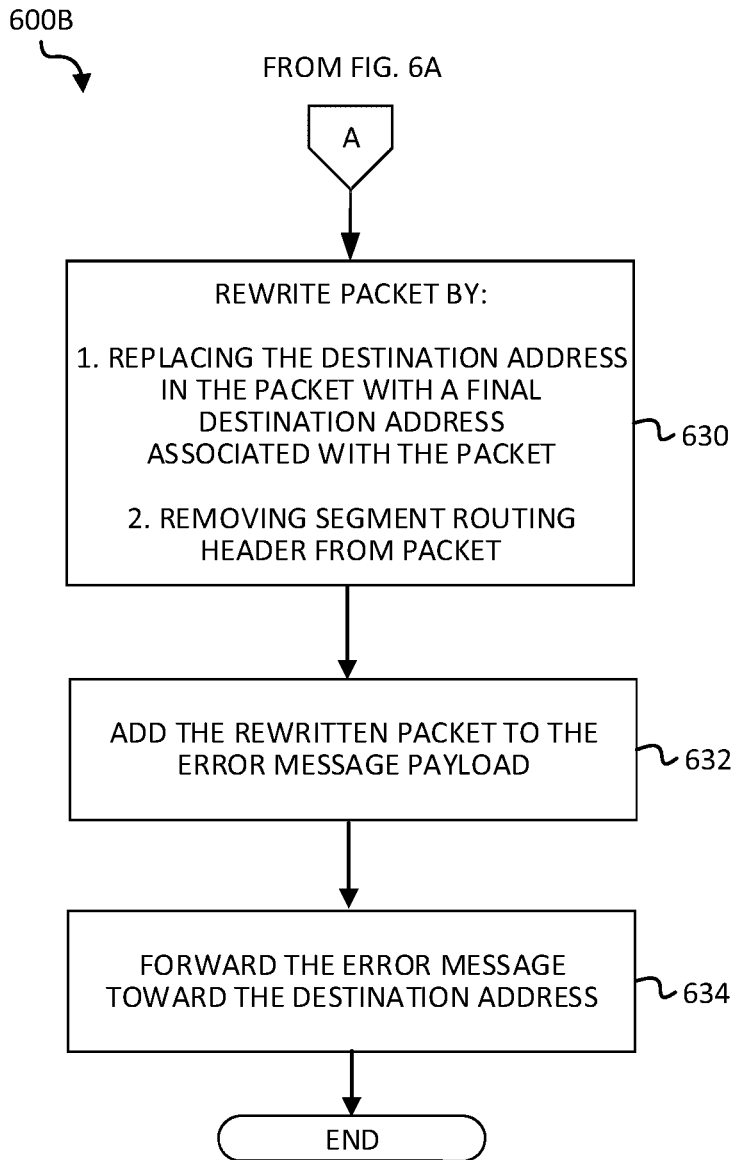 600B
FROM FIG. 6A
A
REWRITE PACKET BY:
1. REPLACING THE DESTINATION ADDRESS
IN THE PACKET WITH A FINAL
DESTINATION ADDRESS
ASSOCIATED WITH THE PACKET
2. REMOVING SEGMENT ROUTING
HEADER FROM PACKET
630
ADD THE REWRITTEN PACKET TO THE
ERROR MESSAGE PAYLOAD
632
FORWARD THE ERROR MESSAGE
TOWARD THE DESTINATION ADDRESS
634
END